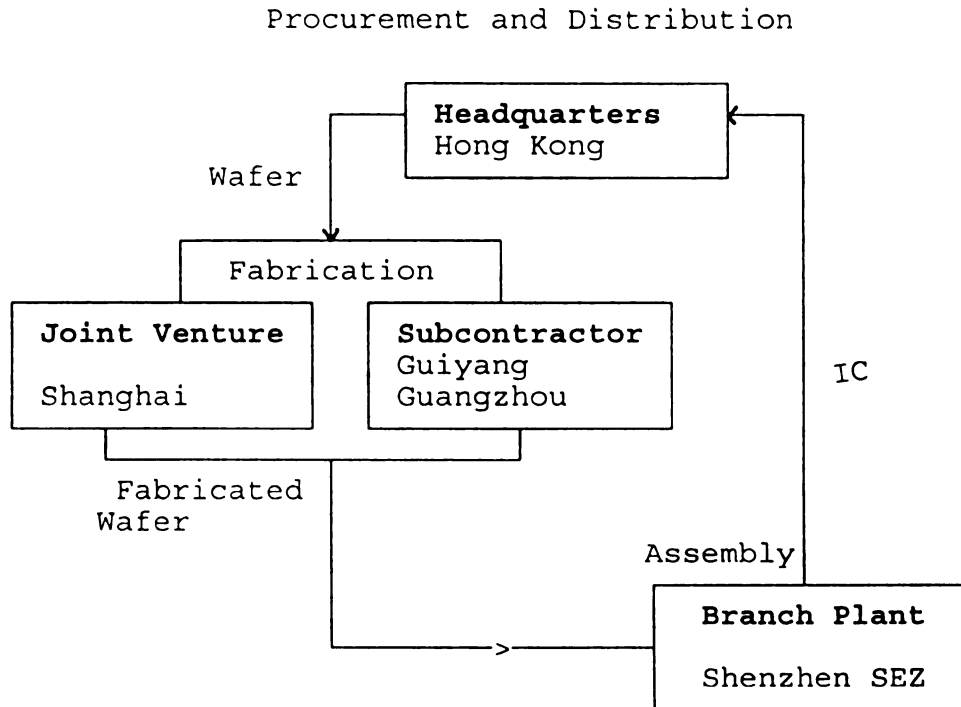 Procurement and Distribution
Headquarters
Hong Kong
Wafer
Fabrication
Joint Venture
Shanghai
Subcontractor
Guiyang
Guangzhou
IC
Fabricated
Wafer
Assembly
Branch Plant
Shenzhen SEZ